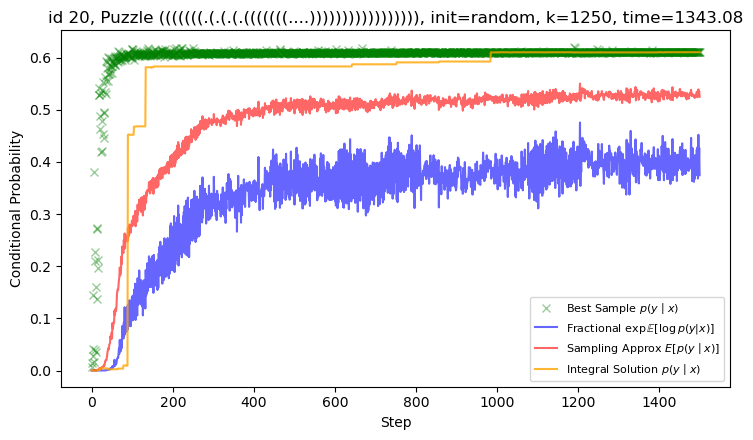 id 20, Puzzle (((((((.(.(.(.(((((((....))))))))))))))))), init=random, k=1250, time=1343.08
Conditional Probability
0.6
0.5
0.4
0.3
0.2
0.1
0.0
Best Sample p(y | x)
Fractional exp𝔼[log p(y|x)]
Sampling Approx E[p(y | x)]
Integral Solution p(y | x)
0 200 400 600 800 1000 1200 1400
Step